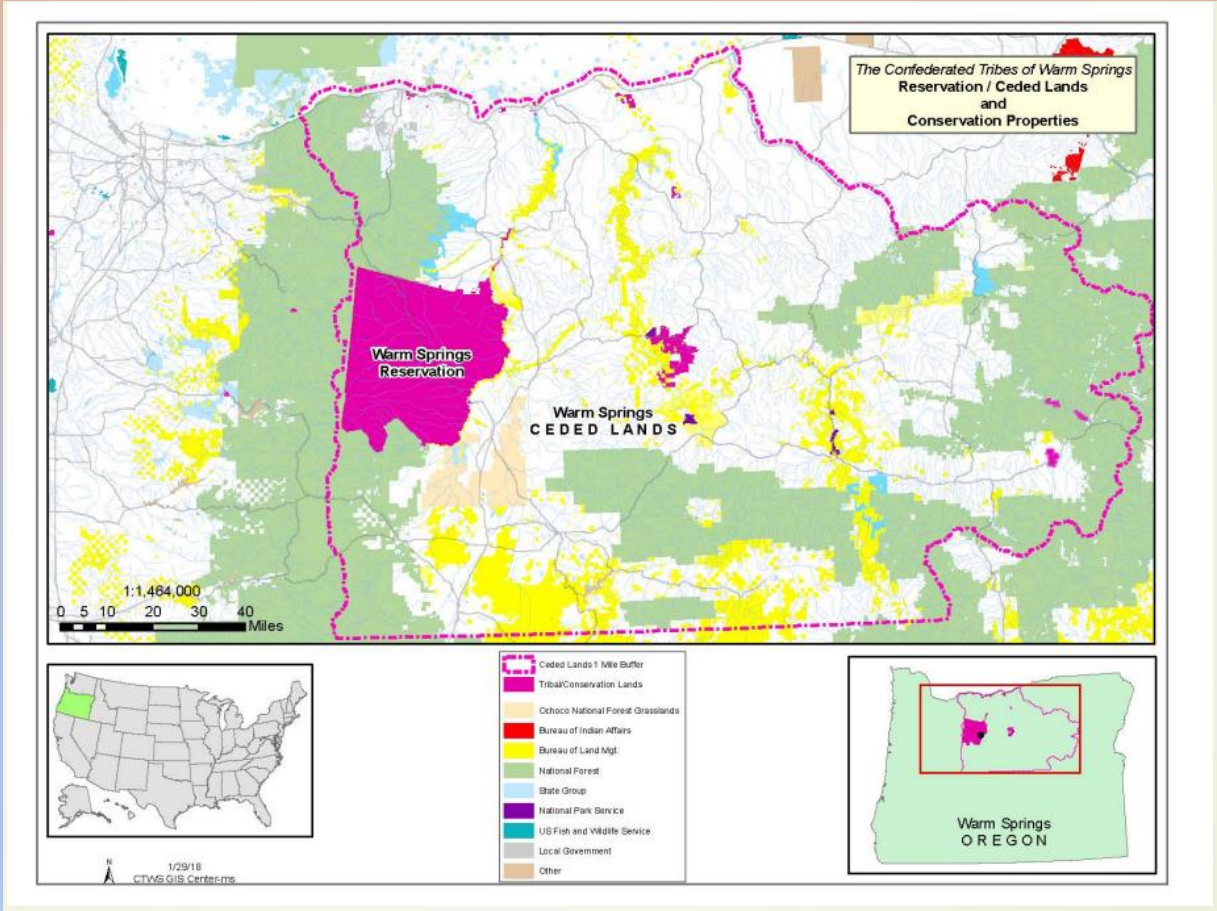 The Confederated Tribes of Warm Springs
Reservation / Ceded Lands
and
Conservation Properties
Warm Springs
Reservation
Warm Springs
CEDED LANDS
1:1,464,000
0 5 10 20 30 40
Miles
Ceded Lands 1 Mile Buffer
Tribal/Conservation Lands
Ochoco National Forest Grasslands
Bureau of Indian Affairs
Bureau of Land Mgt.
National Forest
State Group
National Park Service
US Fish and Wildlife Service
Local Government
Other
Warm Springs
OREGON
N
1/29/18
CTWS GIS Center-ms